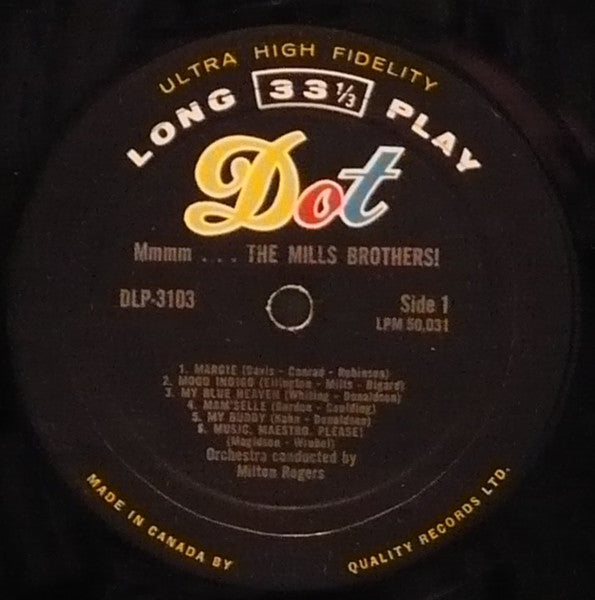 ULTRA HIGH FIDELITY
LONG 33 1/3 PLAY
Dot
Mmmm . . . THE MILLS BROTHERS!
DLP-3103
Side 1
LPM 50,031
1. MARGIE (Davis - Conrad - Robinson)
2. MOOD INDIGO (Ellington - Mills - Bigard)
3. MY BLUE HEAVEN (Whiting - Donaldson)
4. MAM'SELLE (Gordon - Goulding)
5. MY BUDDY (Kahn - Donaldson)
6. MUSIC, MAESTRO, PLEASE!
(Magidson - Wrubel)
Orchestra conducted by
Milton Rogers
MADE IN CANADA BY QUALITY RECORDS LTD.